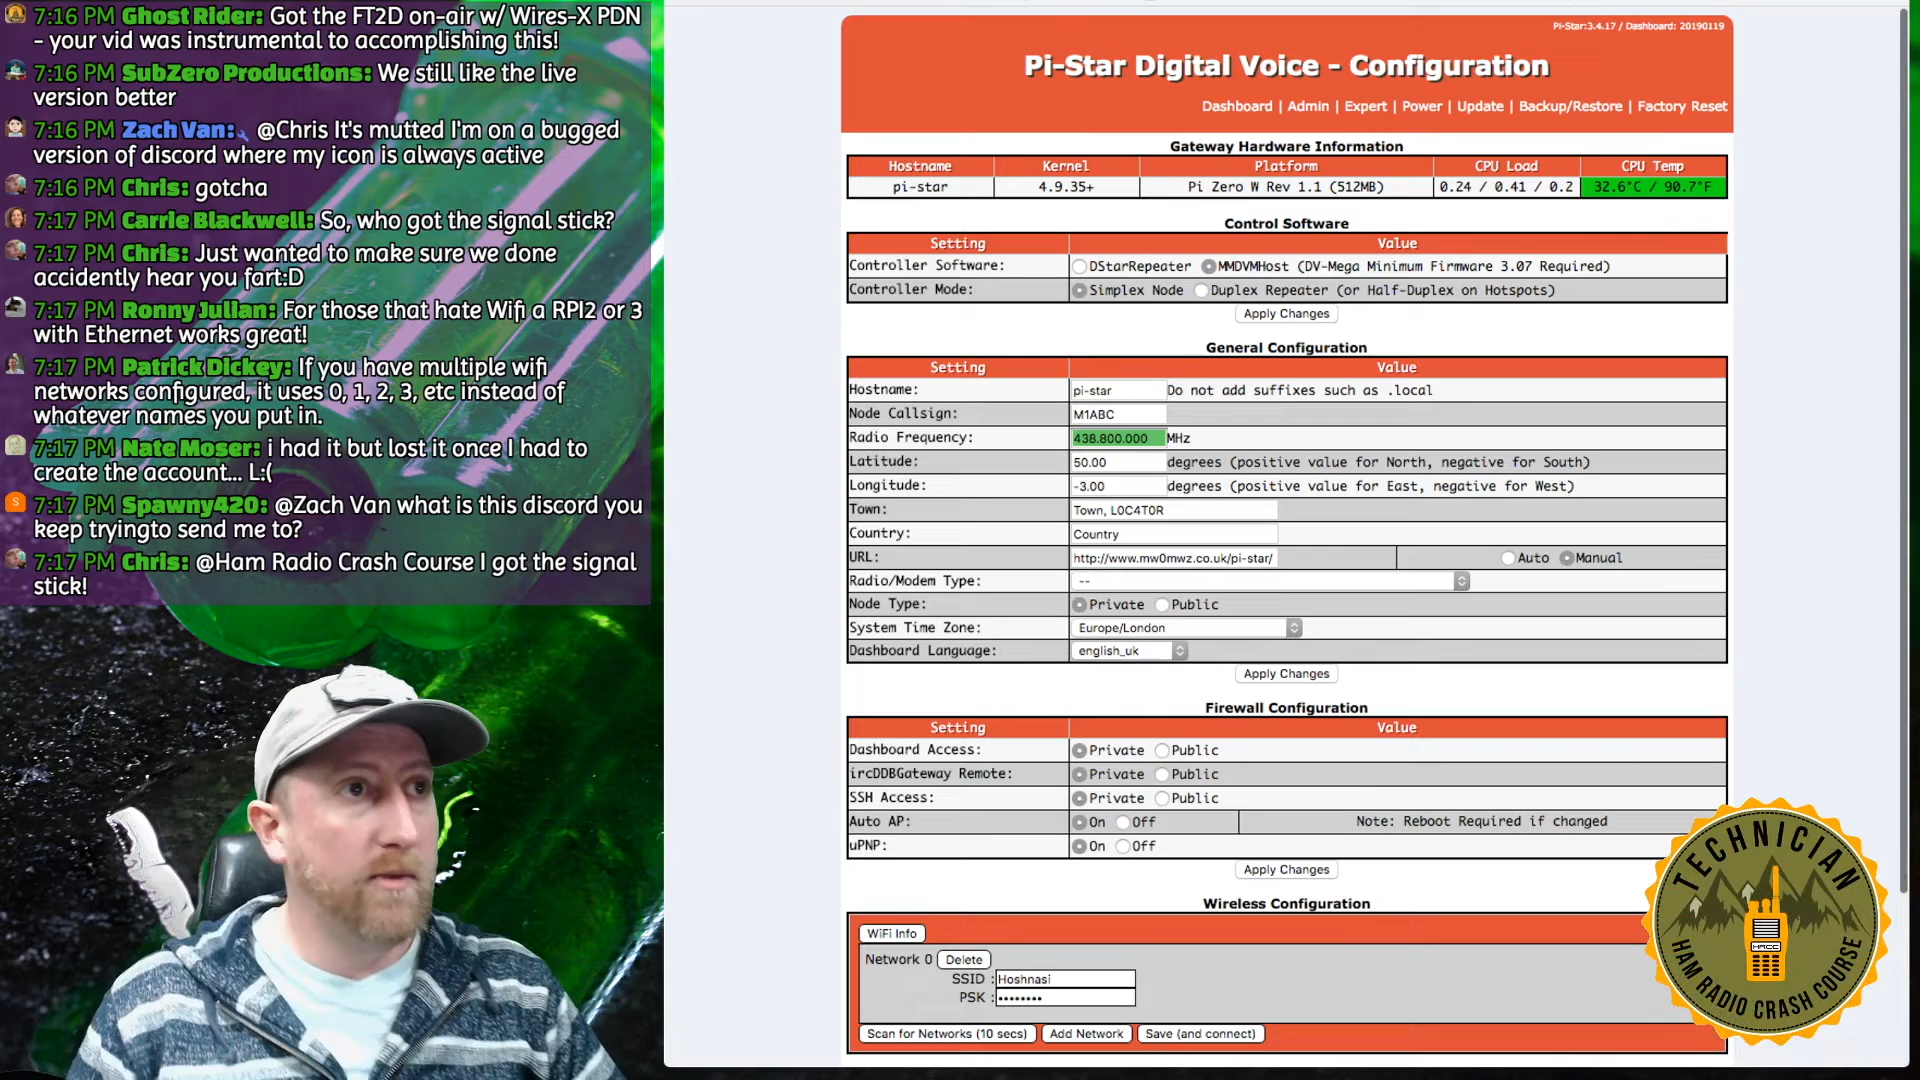 7:16 PM Ghost Rider: Got the FT2D on-air w/ Wires-X PDN
- your vid was instrumental to accomplishing this!
7:16 PM SubZero Productions: We still like the live
version better
7:16 PM Zach Van: @Chris It's mutted I'm on a bugged
version of discord where my icon is always active
7:16 PM Chris: gotcha
7:17 PM Carrie Blackwell: So, who got the signal stick?
7:17 PM Chris: Just wanted to make sure we done
accidently hear you fart:D
7:17 PM Ronny Julian: For those that hate Wifi a RPI2 or 3
with Ethernet works great!
7:17 PM Patrick Dickey: If you have multiple wifi
networks configured, it uses 0, 1, 2, 3, etc instead of
whatever names you put in.
7:17 PM Nate Moser: i had it but lost it once I had to
create the account... L:(
S 7:17 PM Spawny420: @Zach Van what is this discord you
keep tryingto send me to?
7:17 PM Chris: @Ham Radio Crash Course I got the signal
stick!
Pi-Star:3.4.17 / Dashboard: 20190119
Pi-Star Digital Voice - Configuration
Dashboard | Admin | Expert | Power | Update | Backup/Restore | Factory Reset
Gateway Hardware Information
Hostname Kernel Platform CPU Load CPU Temp
pi-star 4.9.35+ Pi Zero W Rev 1.1 (512MB) 0.24 / 0.41 / 0.2 32.6°C / 90.7°F
Control Software
Setting Value
Controller Software: DStarRepeater MMDVMHost (DV-Mega Minimum Firmware 3.07 Required)
Controller Mode: Simplex Node Duplex Repeater (or Half-Duplex on Hotspots)
Apply Changes
General Configuration
Setting Value
Hostname: pi-star Do not add suffixes such as .local
Node Callsign: M1ABC
Radio Frequency: 438.800.000 MHz
Latitude: 50.00 degrees (positive value for North, negative for South)
Longitude: -3.00 degrees (positive value for East, negative for West)
Town: Town, L0C4T0R
Country: Country
URL: http://www.mw0mwz.co.uk/pi-star/ Auto Manual
Radio/Modem Type: --
Node Type: Private Public
System Time Zone: Europe/London
Dashboard Language: english_uk
Apply Changes
Firewall Configuration
Setting Value
Dashboard Access: Private Public
ircDDBGateway Remote: Private Public
SSH Access: Private Public
Auto AP: On Off Note: Reboot Required if changed
uPNP: On Off
Apply Changes
Wireless Configuration
WiFi Info
Network 0 Delete
SSID : Hoshnasi
PSK : ••••••••
Scan for Networks (10 secs) Add Network Save (and connect)
TECHNICIAN
HRCC
HAM RADIO CRASH COURSE